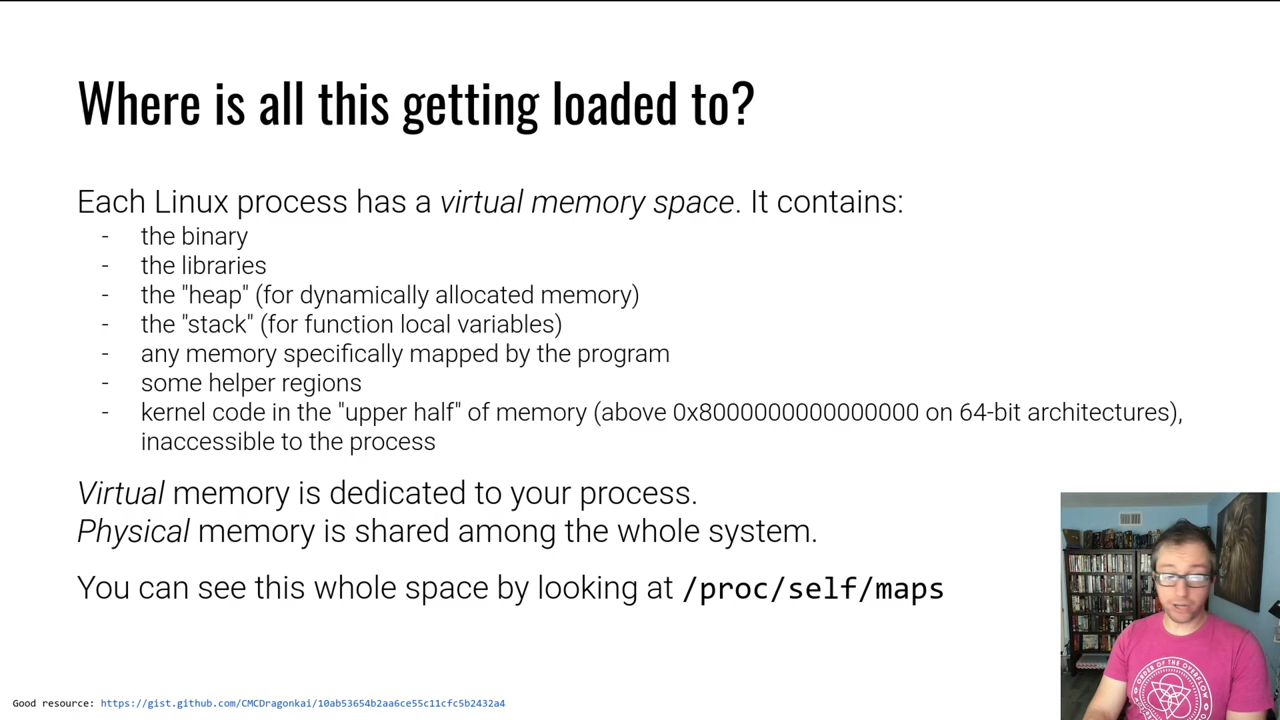 Where is all this getting loaded to?
Each Linux process has a virtual memory space. It contains:
- the binary
- the libraries
- the "heap" (for dynamically allocated memory)
- the "stack" (for function local variables)
- any memory specifically mapped by the program
- some helper regions
- kernel code in the "upper half" of memory (above 0x8000000000000000 on 64-bit architectures),
inaccessible to the process
Virtual memory is dedicated to your process.
Physical memory is shared among the whole system.
You can see this whole space by looking at /proc/self/maps
ORDER OF THE OVERFLOW
Good resource: https://gist.github.com/CMCDragonkai/10ab53654b2aa6ce55c11cfc5b2432a4